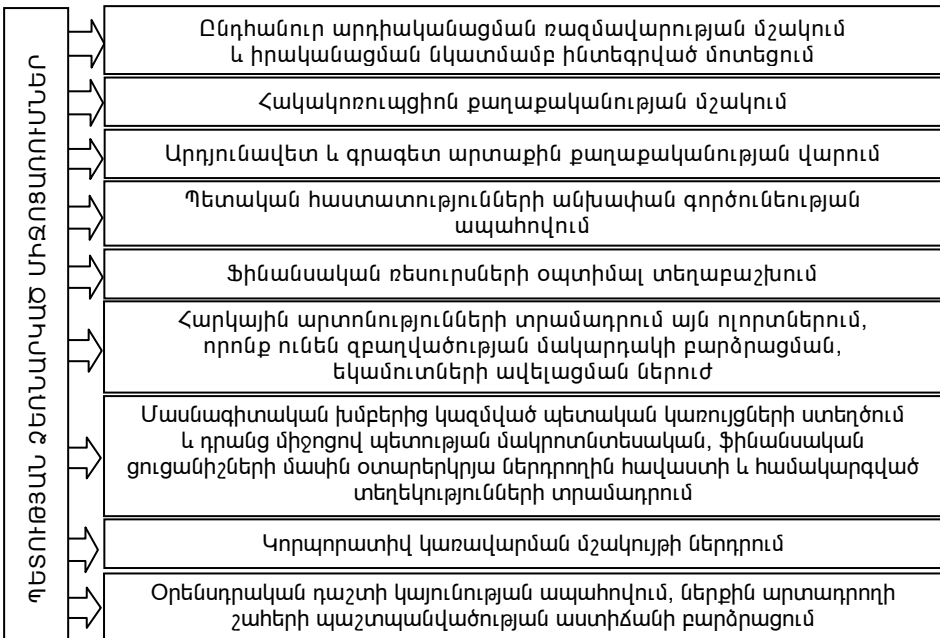 ՊԵՏՈՒԹՅԱՆ ՁԵՌՆԱՐԿԱԾ ՄԻՋՈՑԱՌՈՒՄՆԵՐ
Ընդհանուր արդիականացման ռազմավարության մշակում
և իրականացման նկատմամբ ինտեգրված մոտեցում
Հակակոռուպցիոն քաղաքականության մշակում
Արդյունավետ և գրագետ արտաքին քաղաքականության վարում
Պետական հաստատությունների անխափան գործունեության
ապահովում
Ֆինանսական ռեսուրսների օպտիմալ տեղաբաշխում
Հարկային արտոնությունների տրամադրում այն ոլորտներում,
որոնք ունեն զբաղվածության մակարդակի բարձրացման,
եկամուտների ավելացման ներուժ
Մասնագիտական խմբերից կազմված պետական կառույցների ստեղծում
և դրանց միջոցով պետության մակրոտնտեսական, ֆինանսական
ցուցանիշների մասին օտարերկրյա ներդրողին հավաստի և համակարգված
տեղեկությունների տրամադրում
Կորպորատիվ կառավարման մշակույթի ներդրում
Օրենսդրական դաշտի կայունության ապահովում, ներքին արտադրողի
շահերի պաշտպանվածության աստիճանի բարձրացում